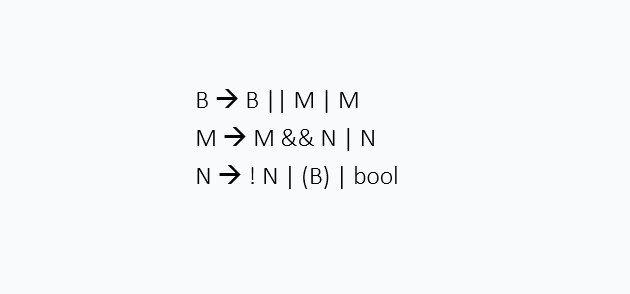 B → B || M | M
M → M && N | N
N → ! N | (B) | bool